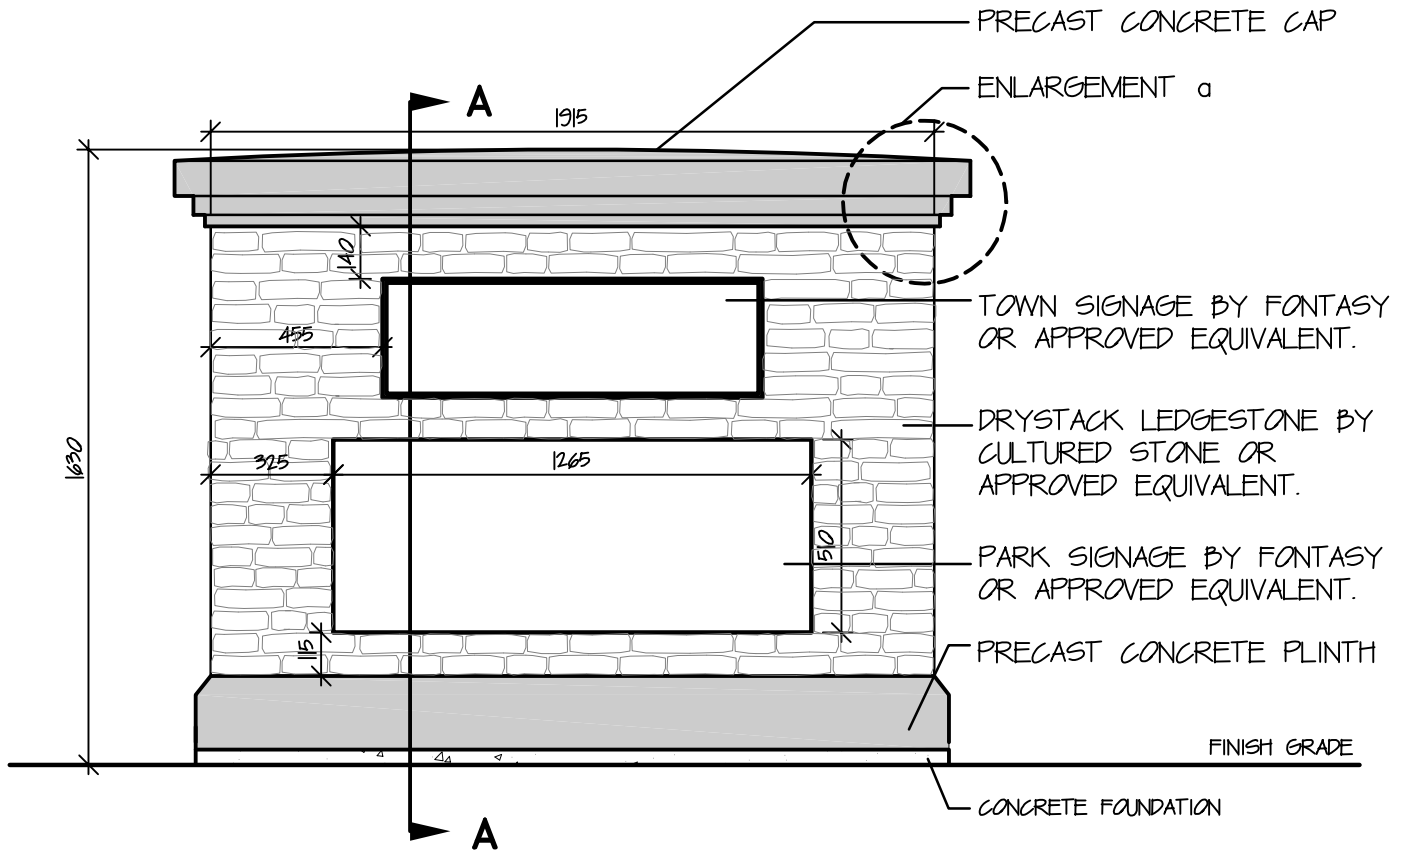 PRECAST CONCRETE CAP
A
ENLARGEMENT a
1915
140
TOWN SIGNAGE BY FONTASY
OR APPROVED EQUIVALENT.
455
DRYSTACK LEDGESTONE BY
CULTURED STONE OR
APPROVED EQUIVALENT.
1630
325
1265
510
PARK SIGNAGE BY FONTASY
OR APPROVED EQUIVALENT.
115
PRECAST CONCRETE PLINTH
FINISH GRADE
CONCRETE FOUNDATION
A